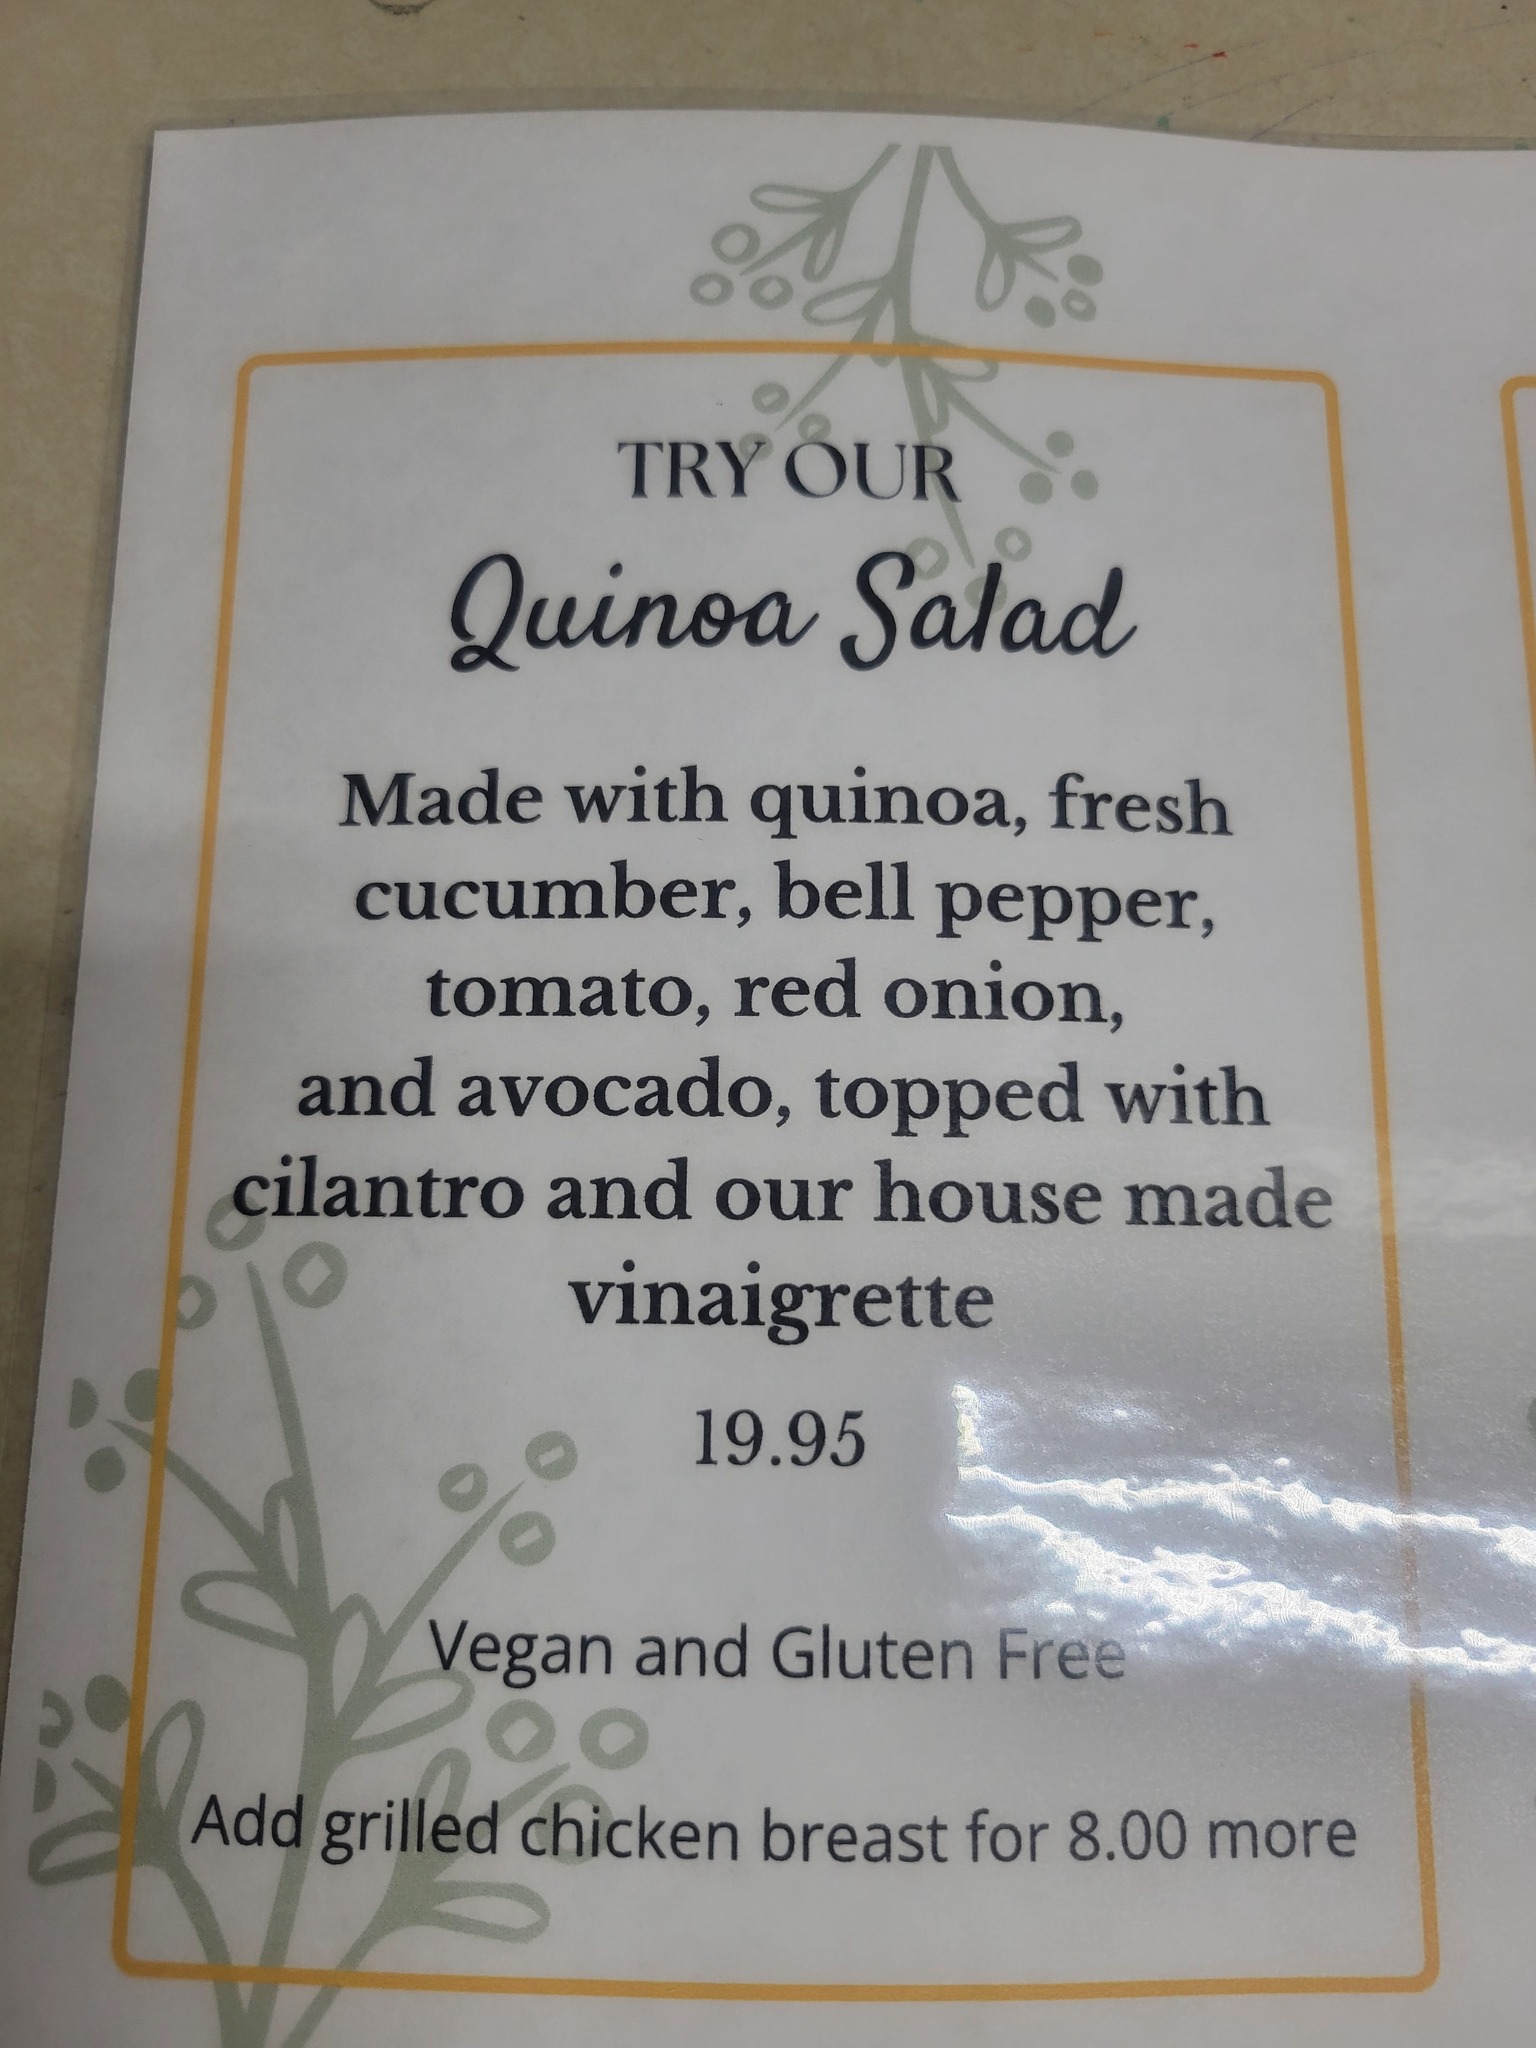 TRY OUR
Quinoa Salad
Made with quinoa, fresh
cucumber, bell pepper,
tomato, red onion,
and avocado, topped with
cilantro and our house made
vinaigrette
19.95
Vegan and Gluten Free
Add grilled chicken breast for 8.00 more